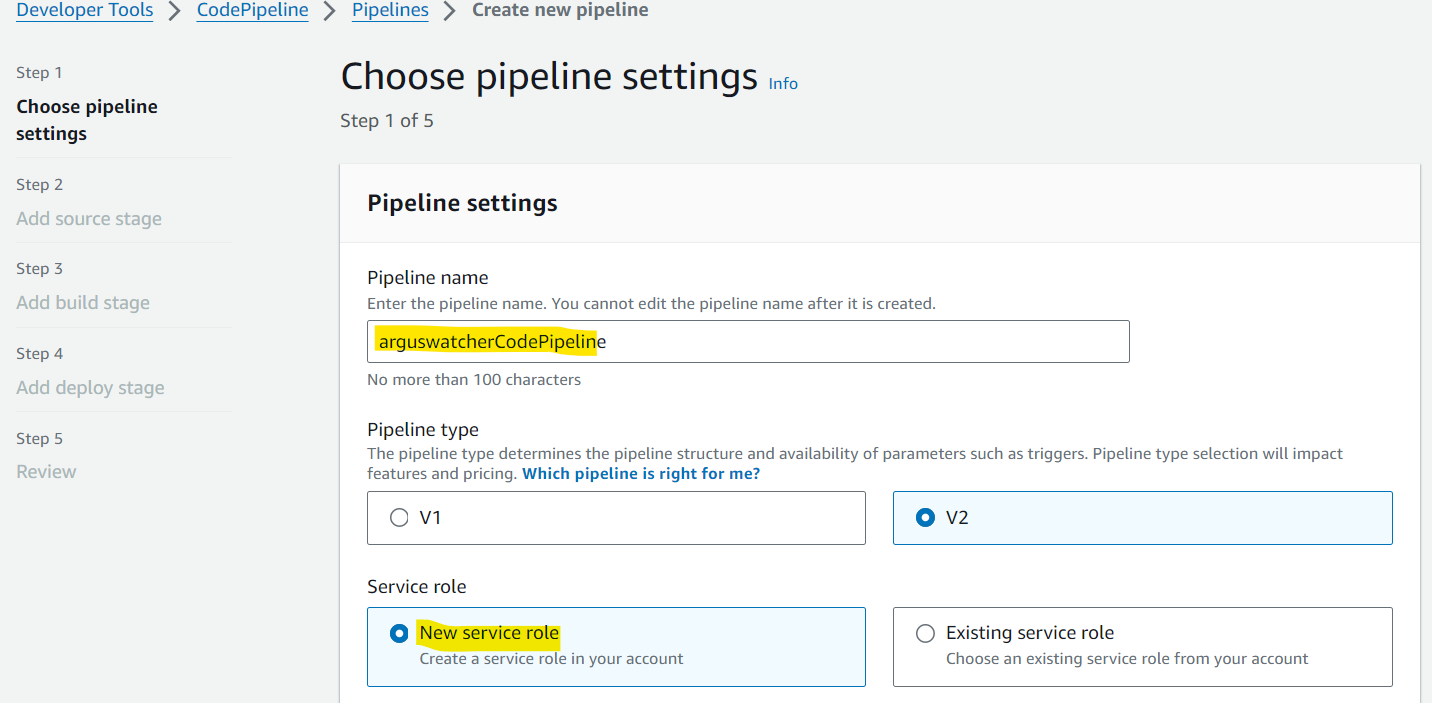 Developer Tools > CodePipeline > Pipelines > Create new pipeline
Step 1
Choose pipeline
settings
Step 2
Add source stage
Step 3
Add build stage
Step 4
Add deploy stage
Step 5
Review
Choose pipeline settings Info
Step 1 of 5
Pipeline settings
Pipeline name
Enter the pipeline name. You cannot edit the pipeline name after it is created.
arguswatcherCodePipeline
No more than 100 characters
Pipeline type
The pipeline type determines the pipeline structure and availability of parameters such as triggers. Pipeline type selection will impact
features and pricing. Which pipeline is right for me?
V1
V2
Service role
New service role
Create a service role in your account
Existing service role
Choose an existing service role from your account